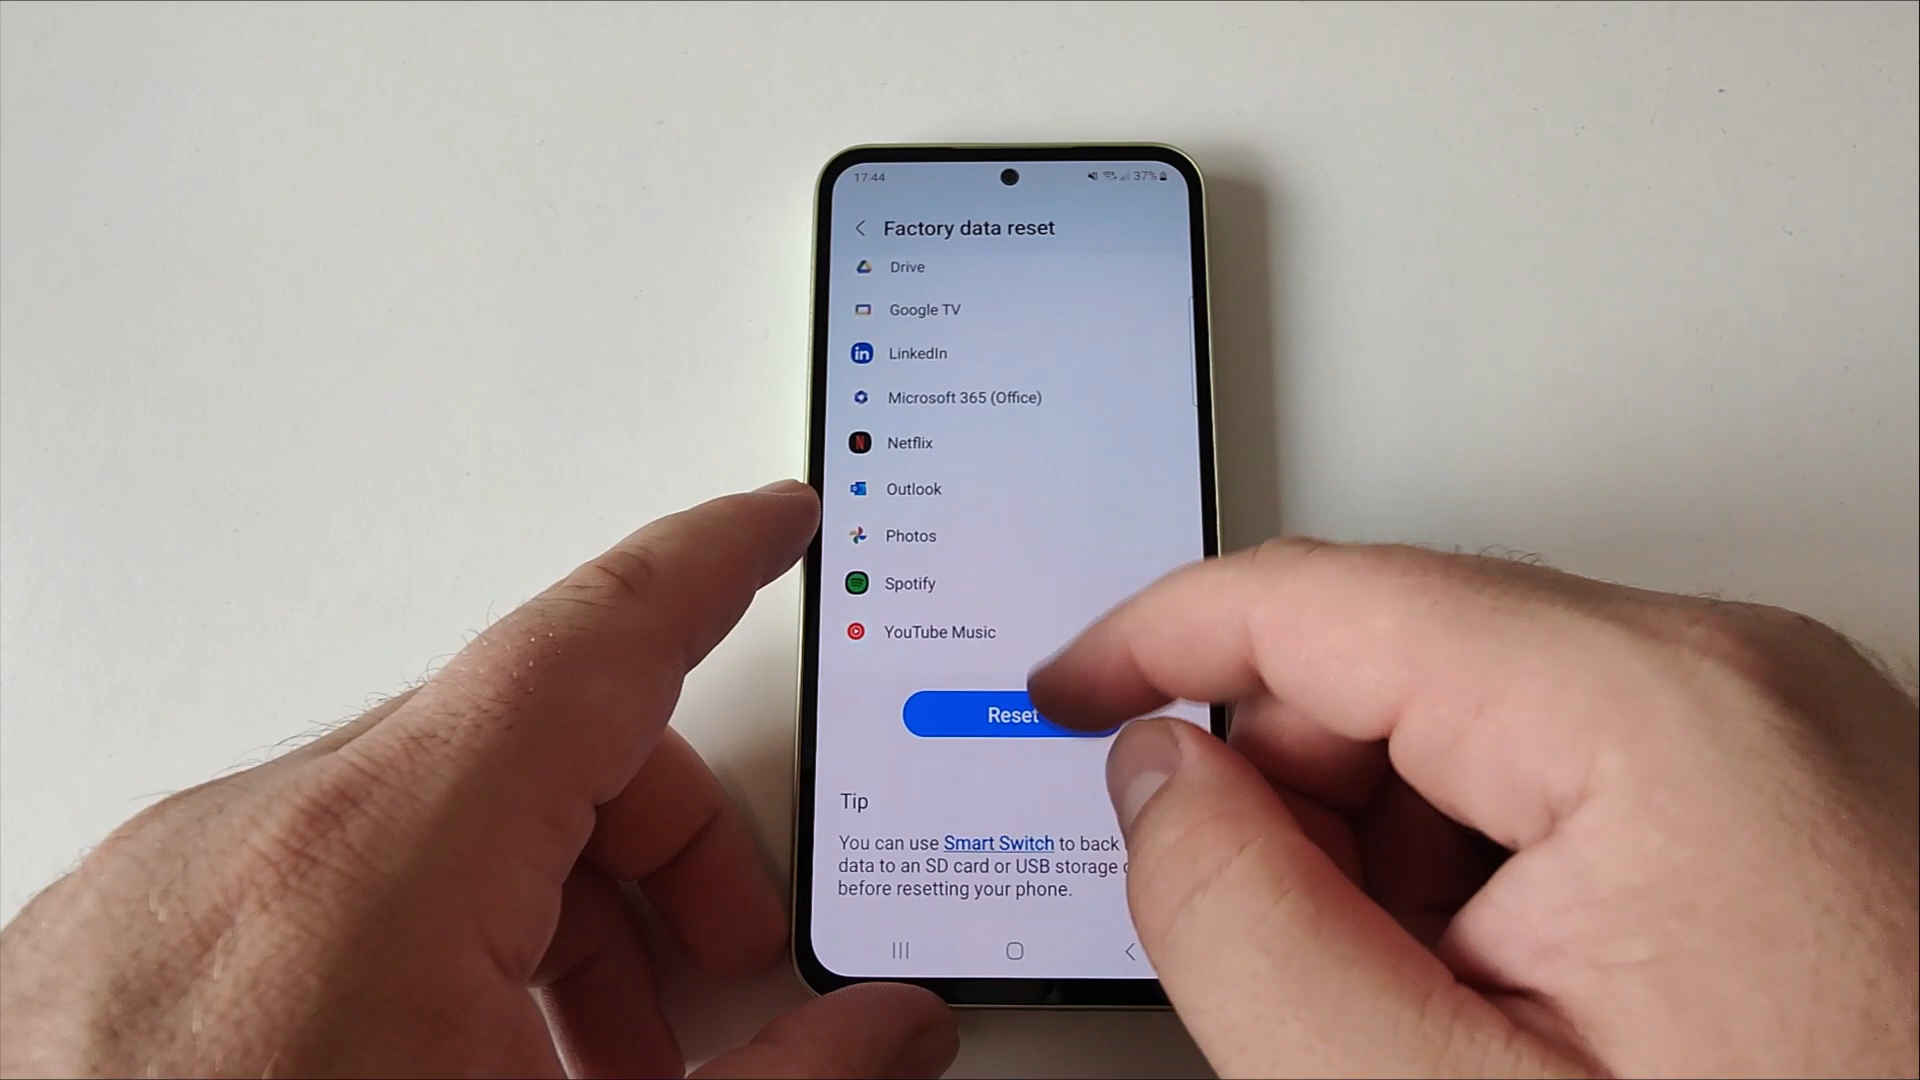 17:44
37%
Factory data reset
Drive
Google TV
in
LinkedIn
Microsoft 365 (Office)
N
Netflix
Outlook
Photos
Spotify
YouTube Music
Reset
Tip
You can use Smart Switch to back
data to an SD card or USB storage
before resetting your phone.